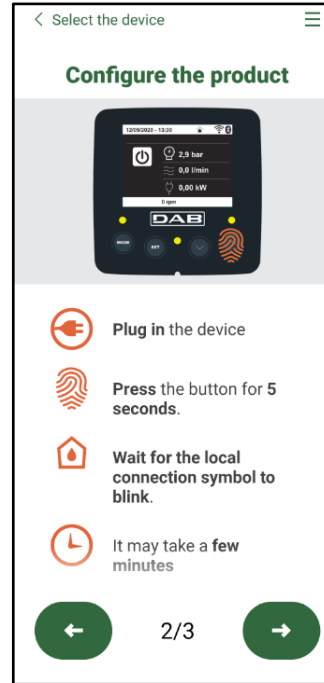 Select the device
Configure the product
12/05/2020 - 13:30
2,9 bar
0,0 l/min
0,00 kW
0 rpm
DAB
MODE
SET
Plug in the device
Press the button for 5
seconds.
Wait for the local
connection symbol to
blink.
It may take a few
minutes
2/3